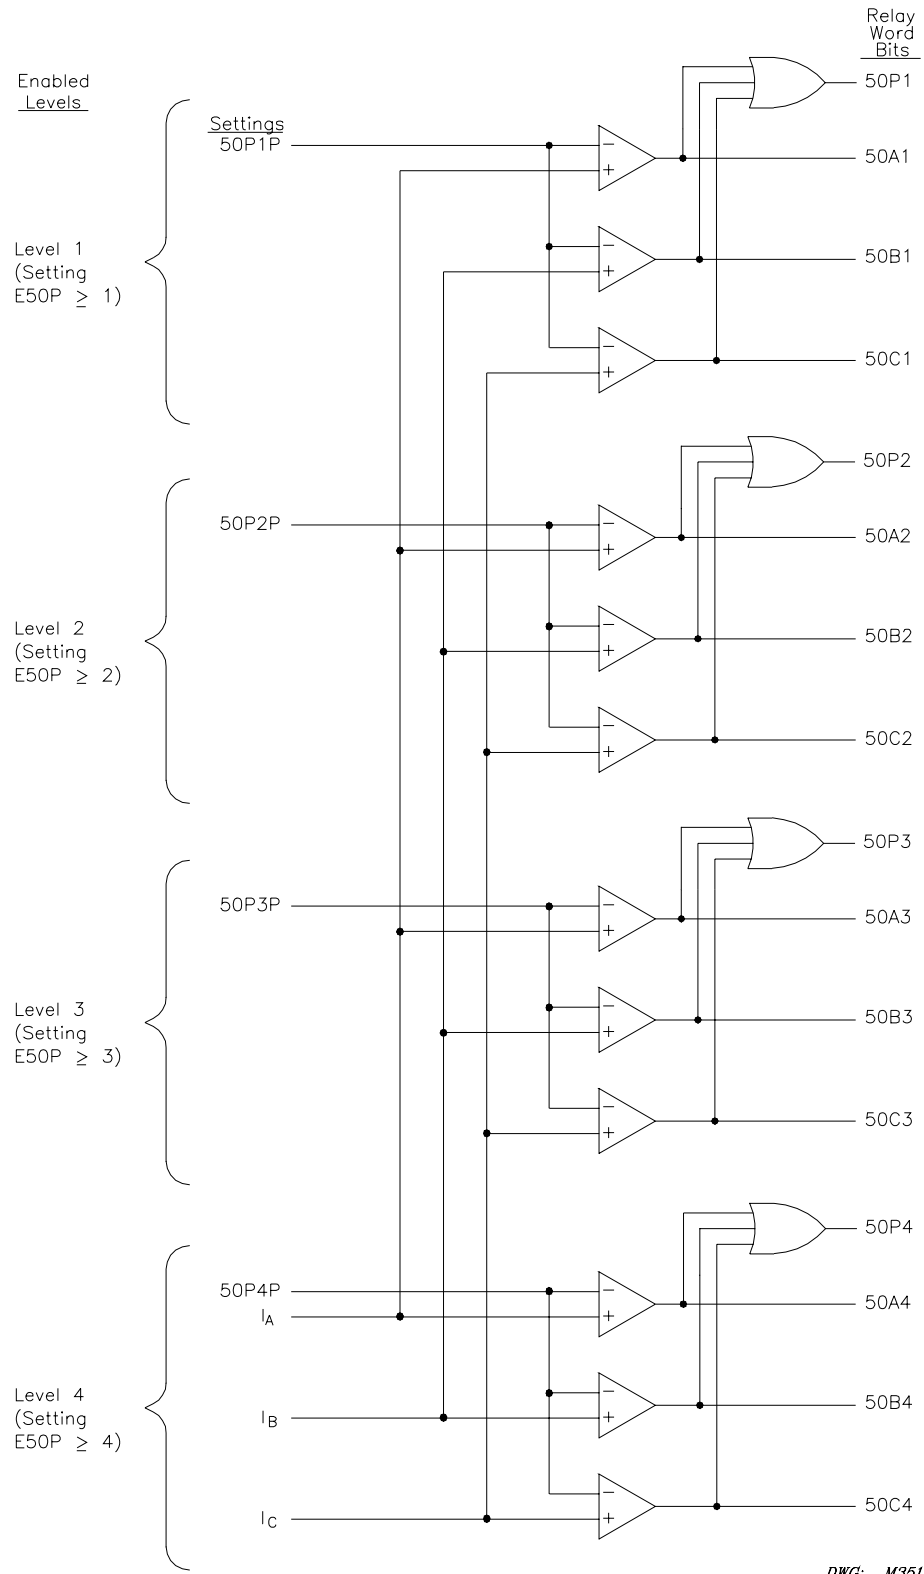 Relay
Word
Bits
Enabled
Levels
50P1
Settings
50P1P
50A1
Level 1
(Setting
E50P ≥ 1)
50B1
50C1
50P2
50P2P
50A2
Level 2
(Setting
E50P ≥ 2)
50B2
50C2
50P3
50P3P
50A3
Level 3
(Setting
E50P ≥ 3)
50B3
50C3
50P4
50P4P
50A4
IA
Level 4
(Setting
E50P ≥ 4)
50B4
IB
50C4
IC
− + − + − +
− + − + − +
− + − + − +
− + − + − +
DWG: M351